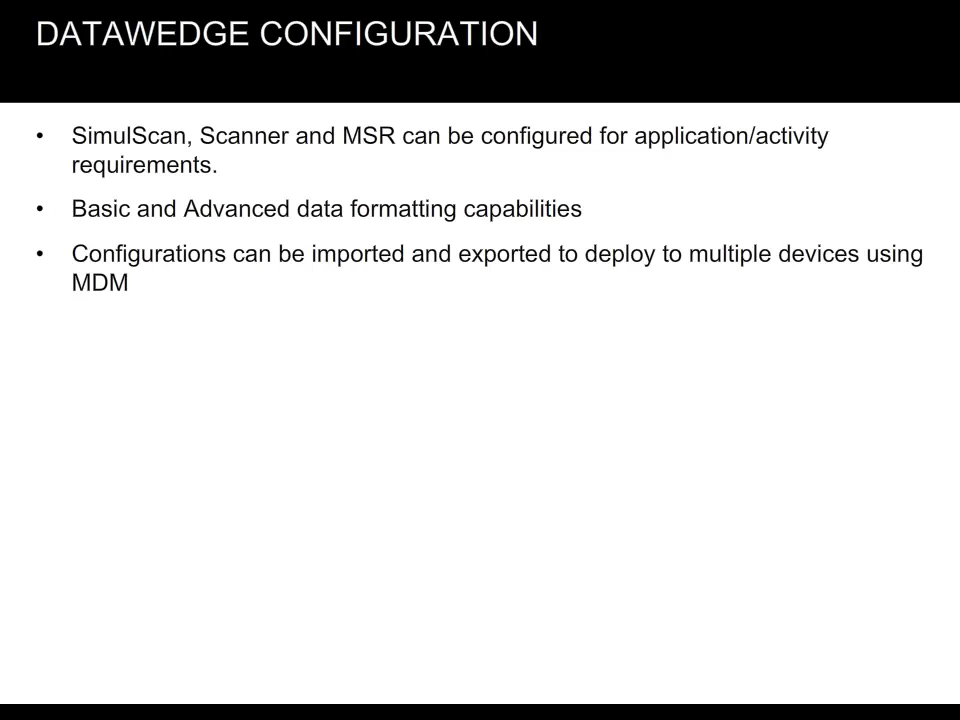 DATAWEDGE CONFIGURATION
• SimulScan, Scanner and MSR can be configured for application/activity
requirements.
• Basic and Advanced data formatting capabilities
• Configurations can be imported and exported to deploy to multiple devices using
MDM